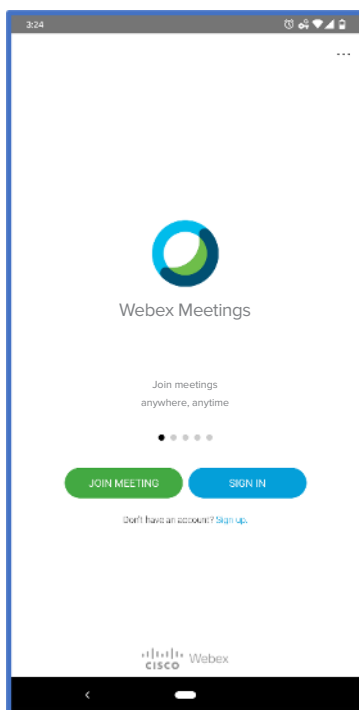 3:24
...
Webex Meetings
Join meetings
anywhere, anytime
JOIN MEETING SIGN IN
Don't have an account? Sign up.
CISCO Webex